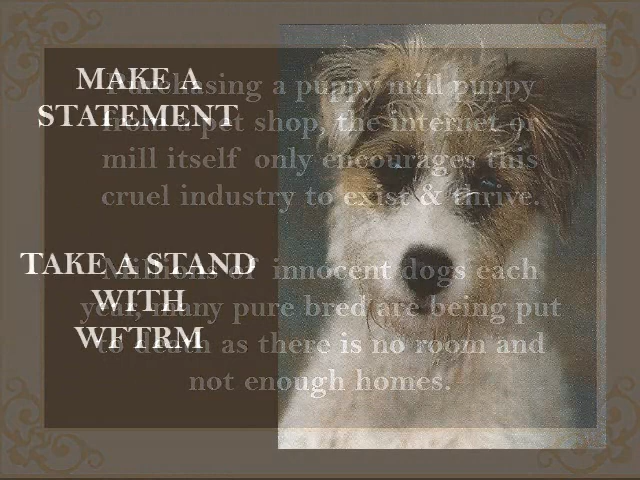 MAKE A
STATEMENT
TAKE A STAND
WITH
WFTRM
Purchasing a puppy mill puppy
from a pet shop, the internet or
mill itself only encourages this
cruel industry to exist & thrive.
Millions of innocent dogs each
year, many pure bred are being put
to death as there is no room and
not enough homes.